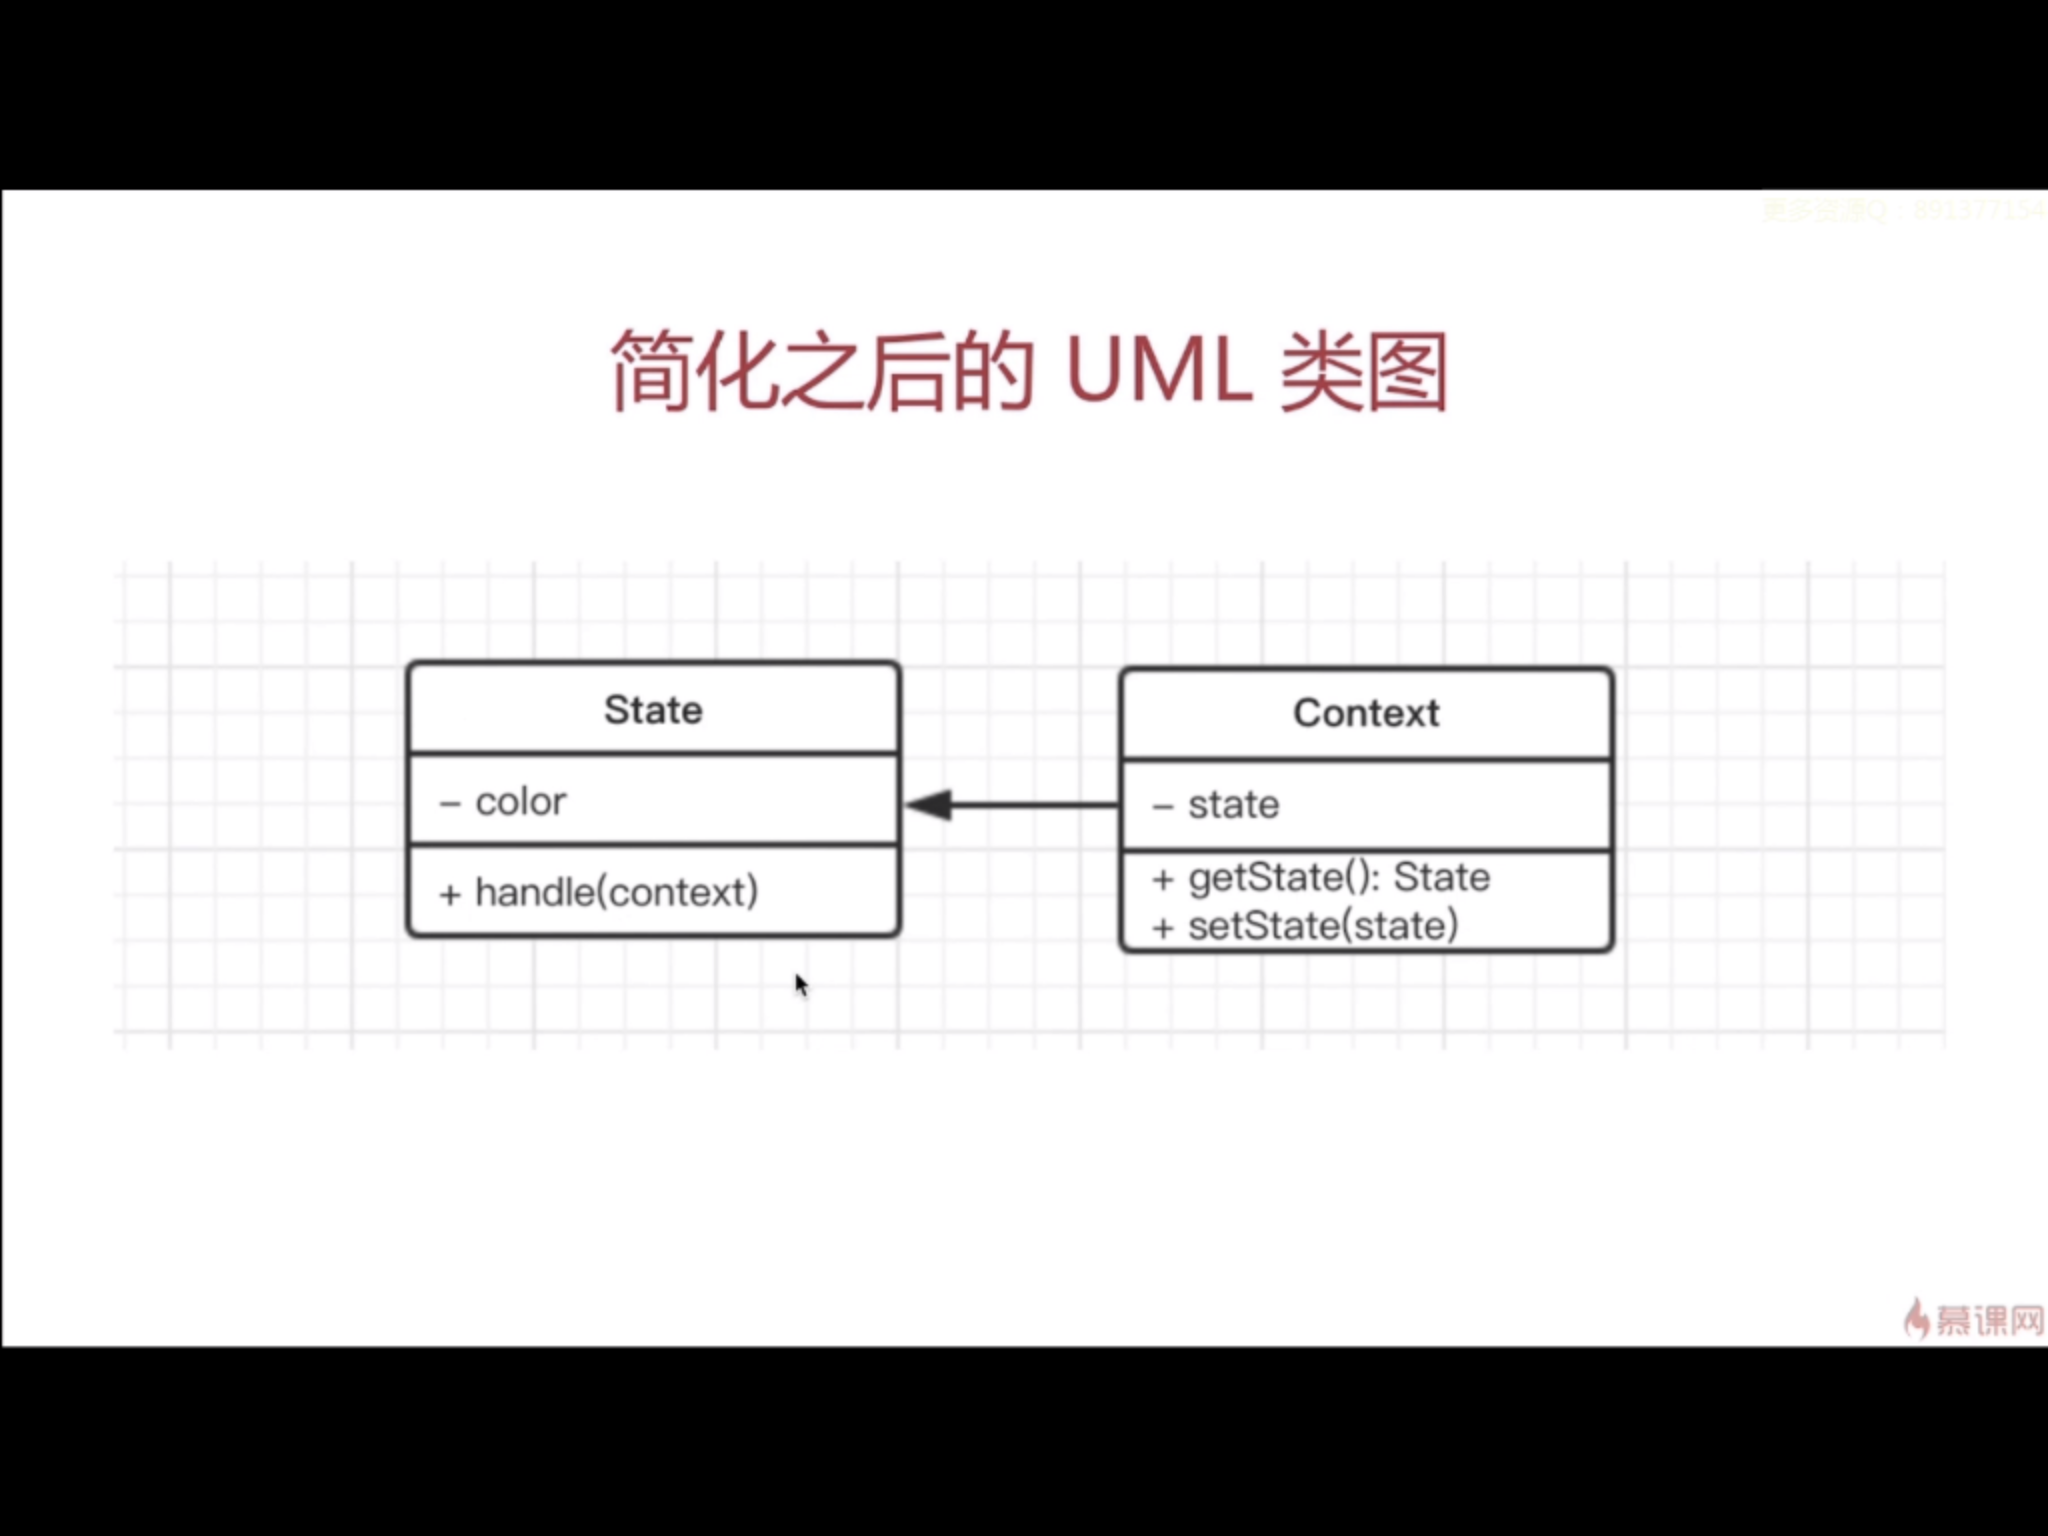 更多资源Q：891377154
简化之后的 UML 类图
State
– color
+ handle(context)
Context
– state
+ getState(): State
+ setState(state)
慕课网